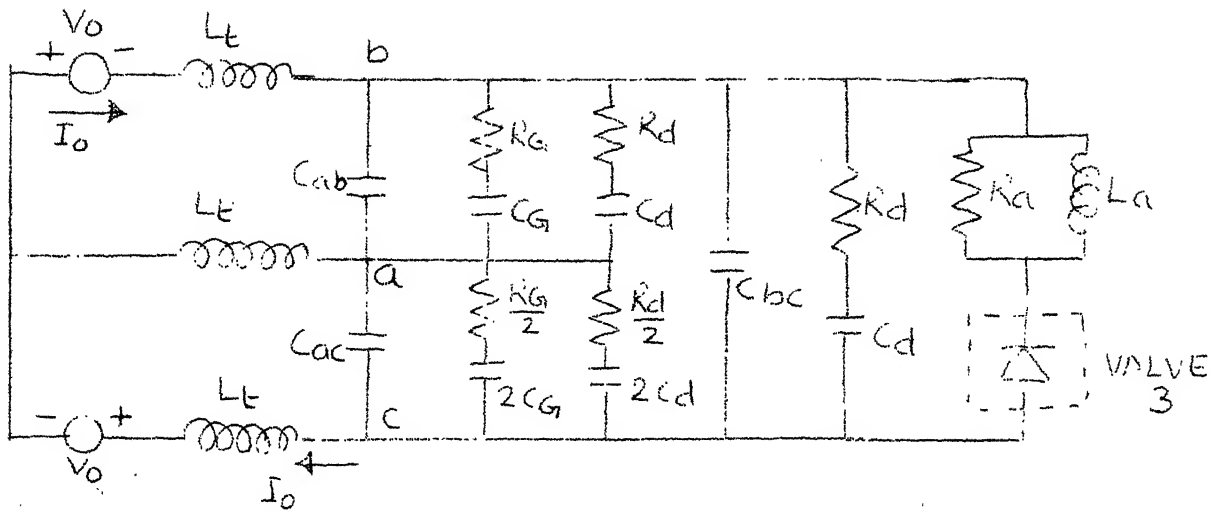 Vo
+ -
Lt
b
Io
RG
Rd
Cab
CG
Cd
Rd
Ra
La
Lt
a
RG/2
Rd/2
Cbc
Cac
Cd
2CG
2Cd
VALVE
3
- +
Lt
c
Vo
Io